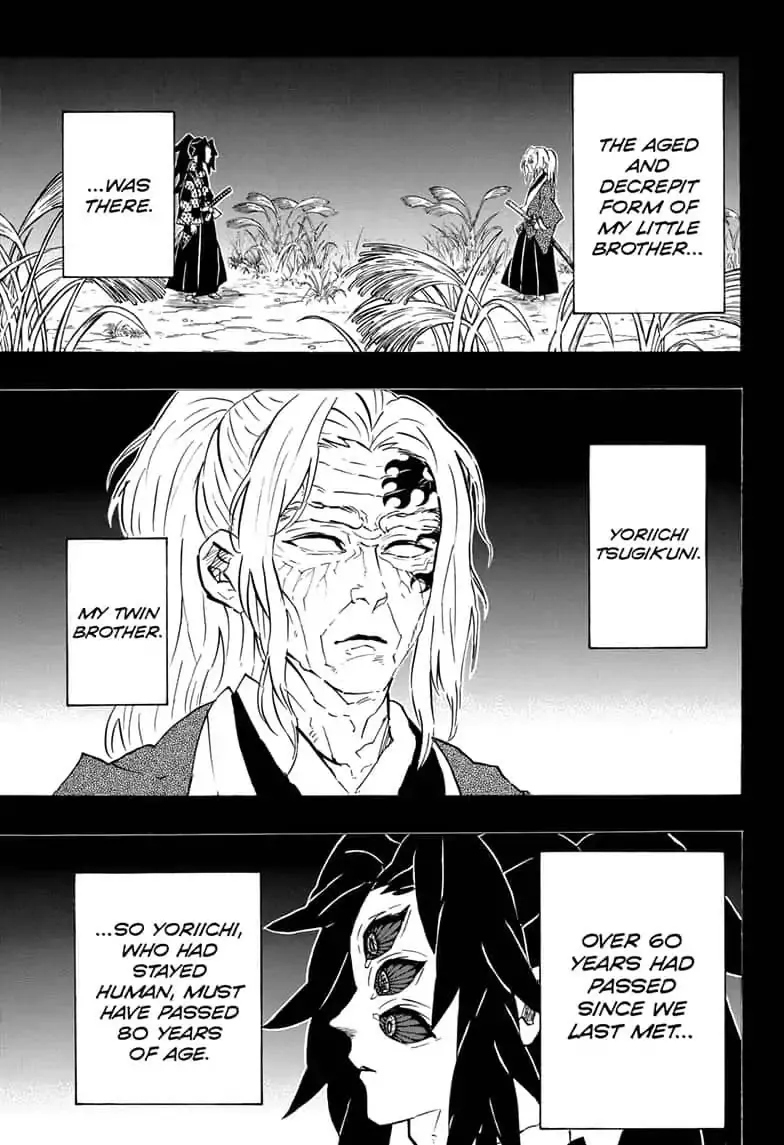 THE AGED
AND
DECREPIT
FORM OF
MY LITTLE
BROTHER...
...WAS
THERE.
YORIICHI
TSUGIKUNI.
MY TWIN
BROTHER.
OVER 60
YEARS HAD
PASSED
SINCE WE
LAST MET...
...SO YORIICHI,
WHO HAD
STAYED
HUMAN, MUST
HAVE PASSED
80 YEARS
OF AGE.